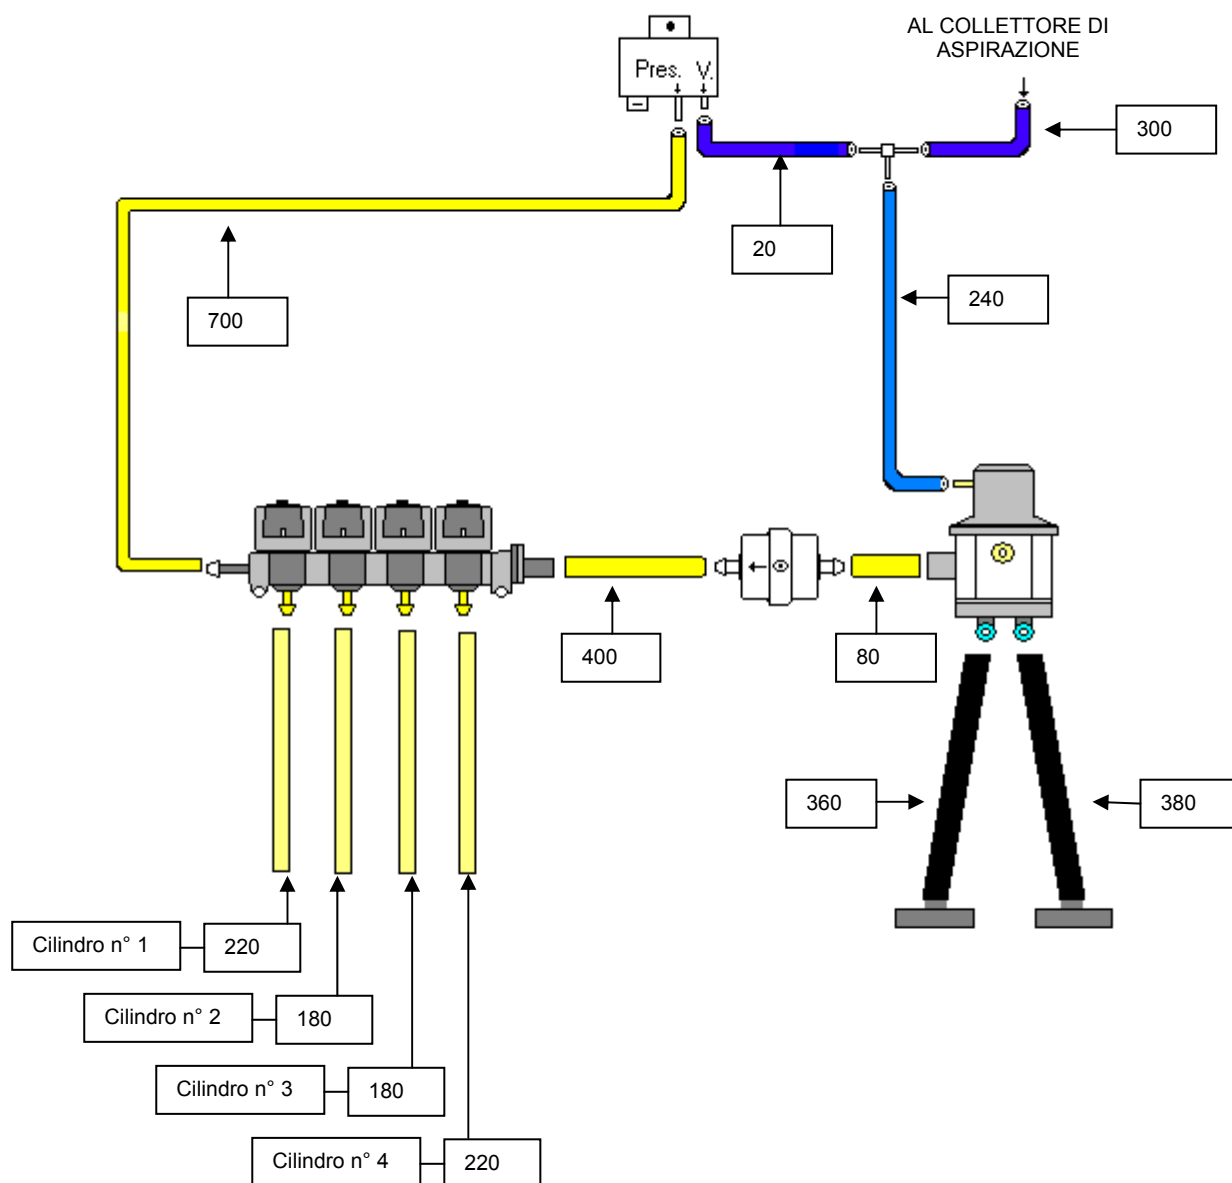 AL COLLETTORE DI
ASPIRAZIONE
Pres. V.
300
20
240
700
400
80
360
380
Cilindro n° 1
220
Cilindro n° 2
180
Cilindro n° 3
180
Cilindro n° 4
220